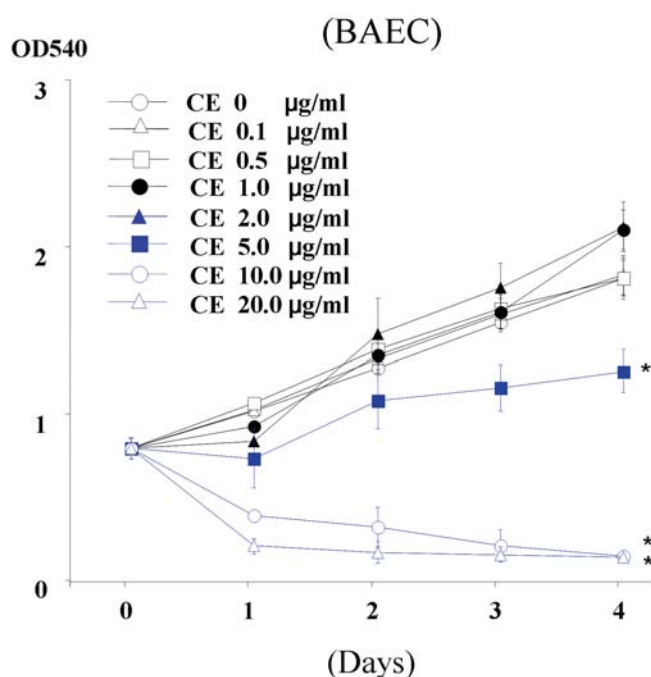 (BAEC)
OD540
3
CE 0 µg/ml
CE 0.1 µg/ml
CE 0.5 µg/ml
CE 1.0 µg/ml
CE 2.0 µg/ml
CE 5.0 µg/ml
CE 10.0 µg/ml
CE 20.0 µg/ml
2
*
1
*
*
0
0 1 2 3 4
(Days)